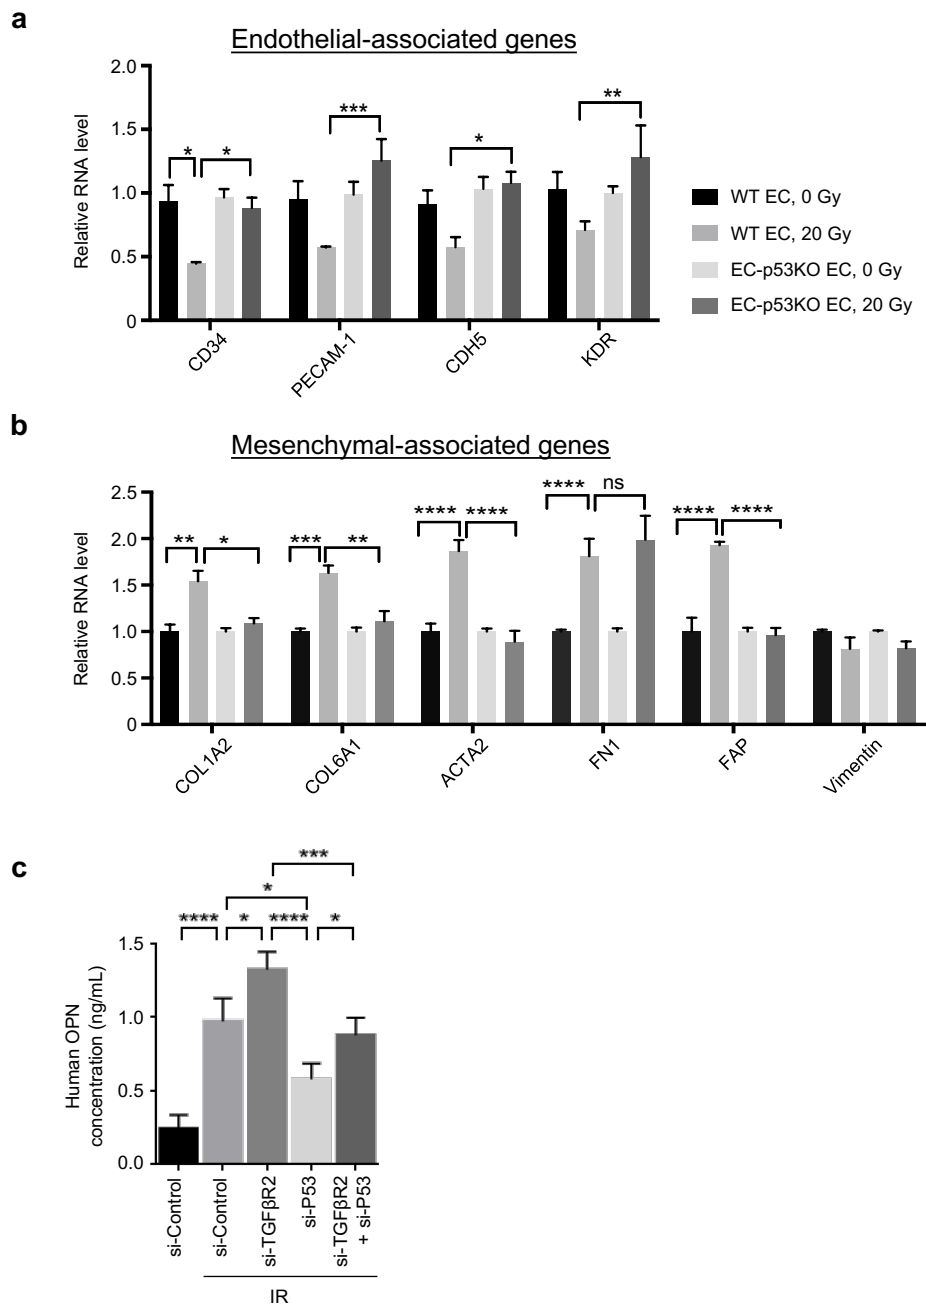 a
Endothelial-associated genes
2.0
1.5
1.0
0.5
0
Relative RNA level
*
*
***
*
**
CD34
PECAM-1
CDH5
KDR
WT EC, 0 Gy
WT EC, 20 Gy
EC-p53KO EC, 0 Gy
EC-p53KO EC, 20 Gy
b
Mesenchymal-associated genes
2.5
2.0
1.5
1.0
0.5
0
Relative RNA level
**
*
***
**
****
****
****
ns
****
****
COL1A2
COL6A1
ACTA2
FN1
FAP
Vimentin
c
***
*
****
*
****
*
1.5
1.0
0.5
0.0
Human OPN
concentration (ng/mL)
si-Control
si-Control
si-TGFβR2
si-P53
si-TGFβR2
+ si-P53
IR